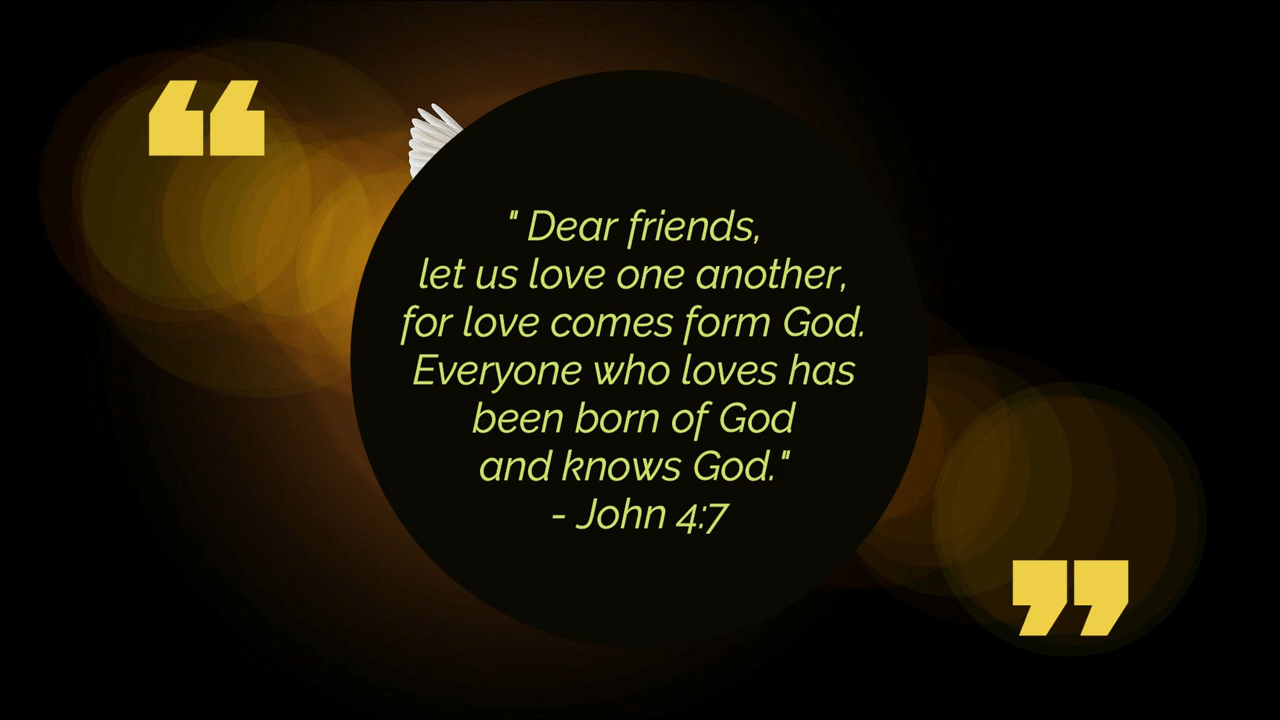 " Dear friends,
let us love one another,
for love comes form God.
Everyone who loves has
been born of God
and knows God."
- John 4:7